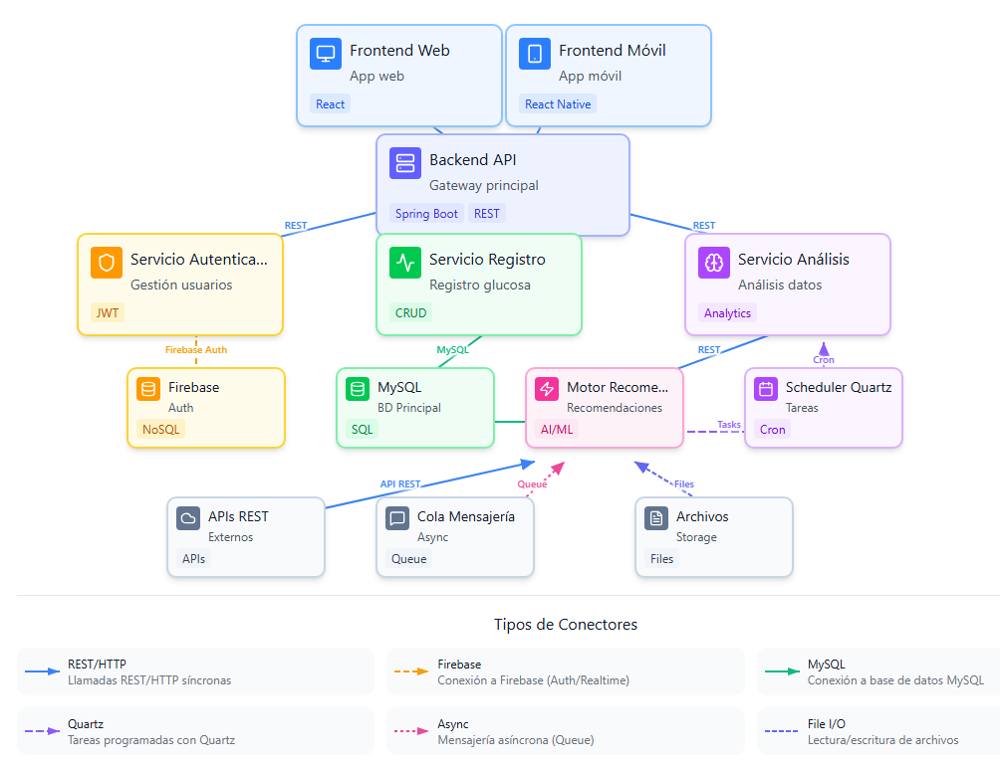 Frontend Web
App web
React
Frontend Móvil
App móvil
React Native
Backend API
Gateway principal
Spring Boot
REST
REST
REST
Servicio Autentica...
Gestión usuarios
JWT
Servicio Registro
Registro glucosa
CRUD
Servicio Análisis
Análisis datos
Analytics
Firebase Auth
MySQL
REST
Cron
Firebase
Auth
NoSQL
MySQL
BD Principal
SQL
Motor Recome...
Recomendaciones
AI/ML
Tasks
Scheduler Quartz
Tareas
Cron
API REST
Queue
Files
APIs REST
Externos
APIs
Cola Mensajería
Async
Queue
Archivos
Storage
Files
Tipos de Conectores
REST/HTTP
Llamadas REST/HTTP síncronas
Firebase
Conexión a Firebase (Auth/Realtime)
MySQL
Conexión a base de datos MySQL
Quartz
Tareas programadas con Quartz
Async
Mensajería asíncrona (Queue)
File I/O
Lectura/escritura de archivos